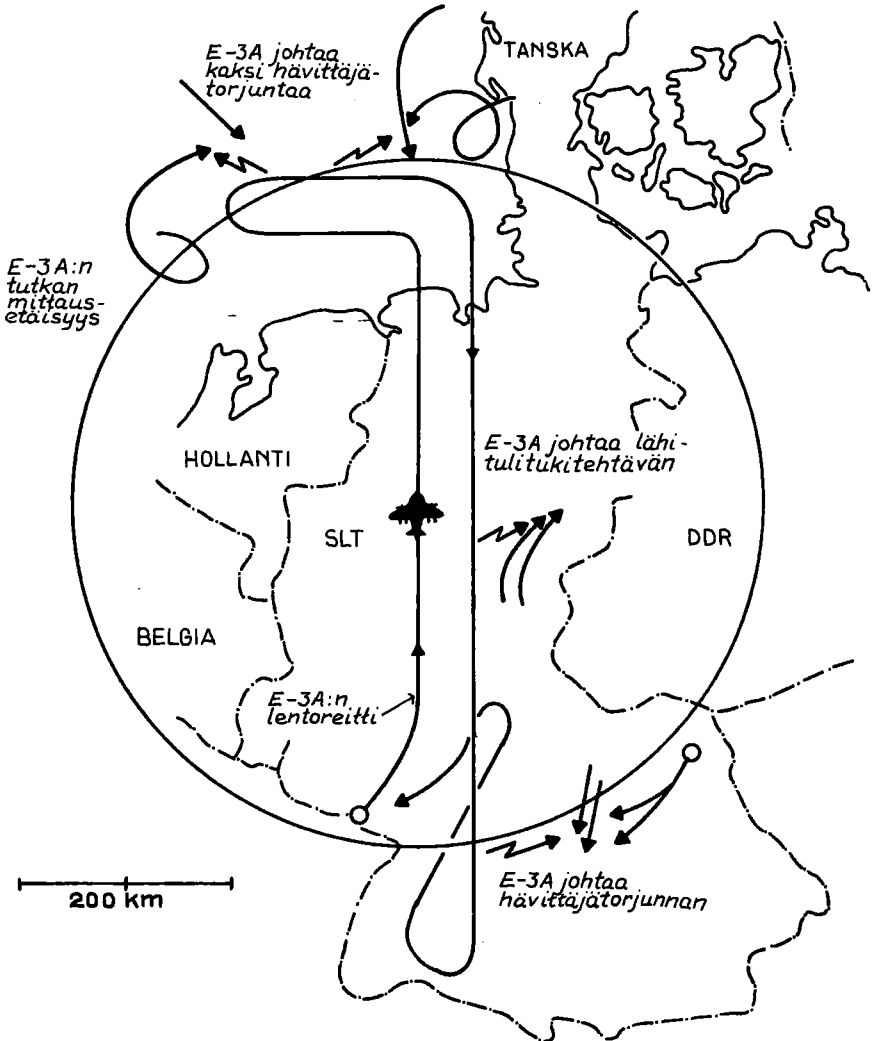 E-3A johtaa
kaksi hävittäjä-
torjuntaa
TANSKA
E-3A:n
tutkan
mittaus-
etäisyys
HOLLANTI
E-3A johtaa lähi-
tulitukitehtävän
SLT
DDR
BELGIA
E-3A:n
lentoreitti
200 km
E-3A johtaa
hävittäjätorjunnan